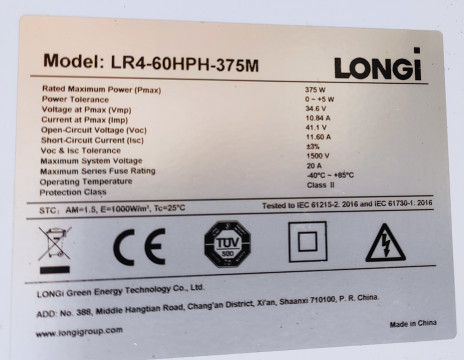 Model: LR4-60HPH-375M
LONGi
Rated Maximum Power (Pmax) 375 W
Power Tolerance 0 ~ +5 W
Voltage at Pmax (Vmp) 34.6 V
Current at Pmax (Imp) 10.84 A
Open-Circuit Voltage (Voc) 41.1 V
Short-Circuit Current (Isc) 11.60 A
Voc & Isc Tolerance ±3%
Maximum System Voltage 1500 V
Maximum Series Fuse Rating 20 A
Operating Temperature -40°C ~ +85°C
Protection Class Class II
STC: AM=1.5, E=1000W/m², Tc=25°C Tested to IEC 61215-2: 2016 and IEC 61730-1: 2016
CE
TÜV
500
LONGi Green Energy Technology Co., Ltd.
ADD: No. 388, Middle Hangtian Road, Chang'an District, Xi'an, Shaanxi 710100, P. R. China.
www.longigroup.com
Made in China